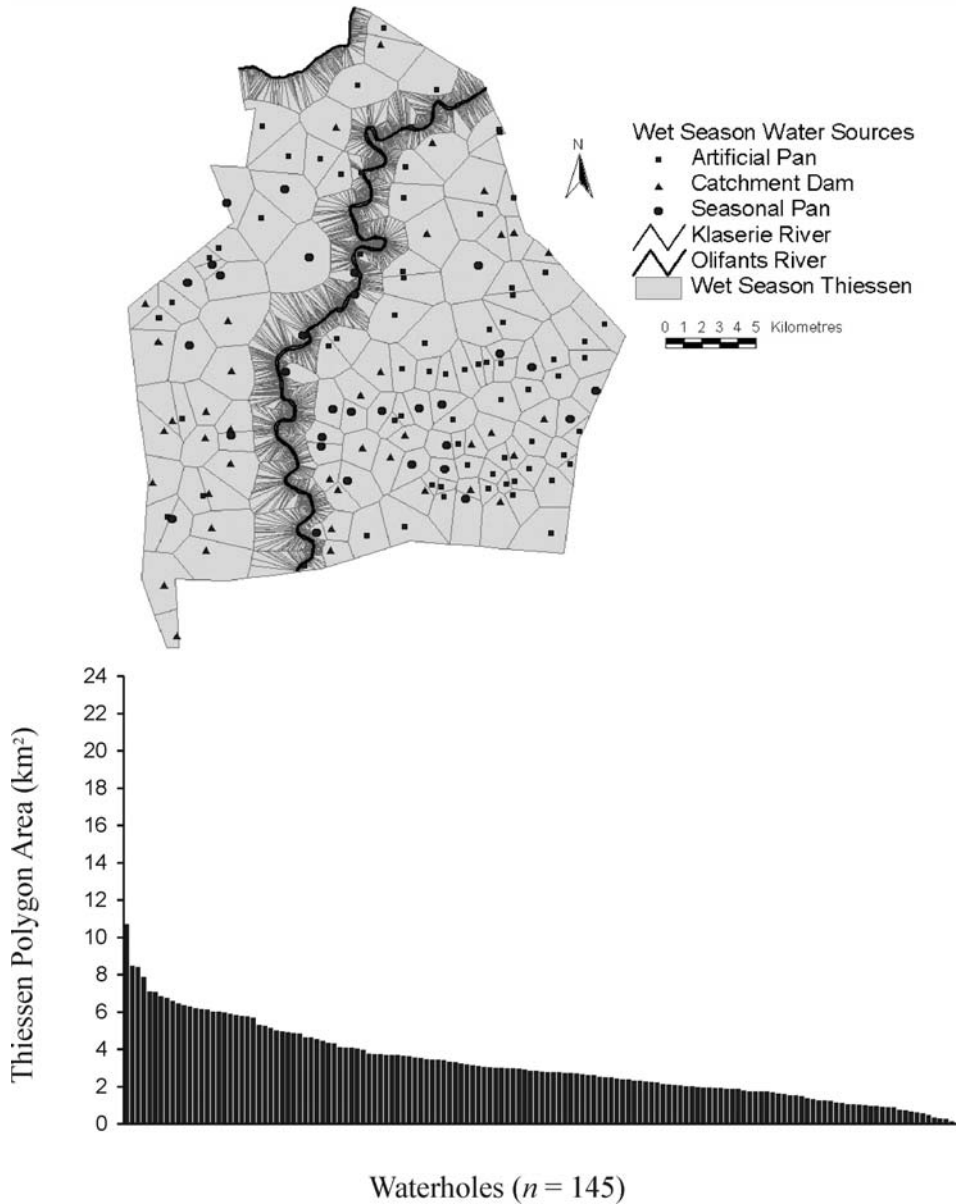 Wet Season Water Sources
N
Artificial Pan
Catchment Dam
Seasonal Pan
Klaserie River
Olifants River
Wet Season Thiessen
0 1 2 3 4 5 Kilometres
24
22
20
18
16
14
12
10
8
6
4
2
0
Thiessen Polygon Area (km²)
Waterholes (n = 145)